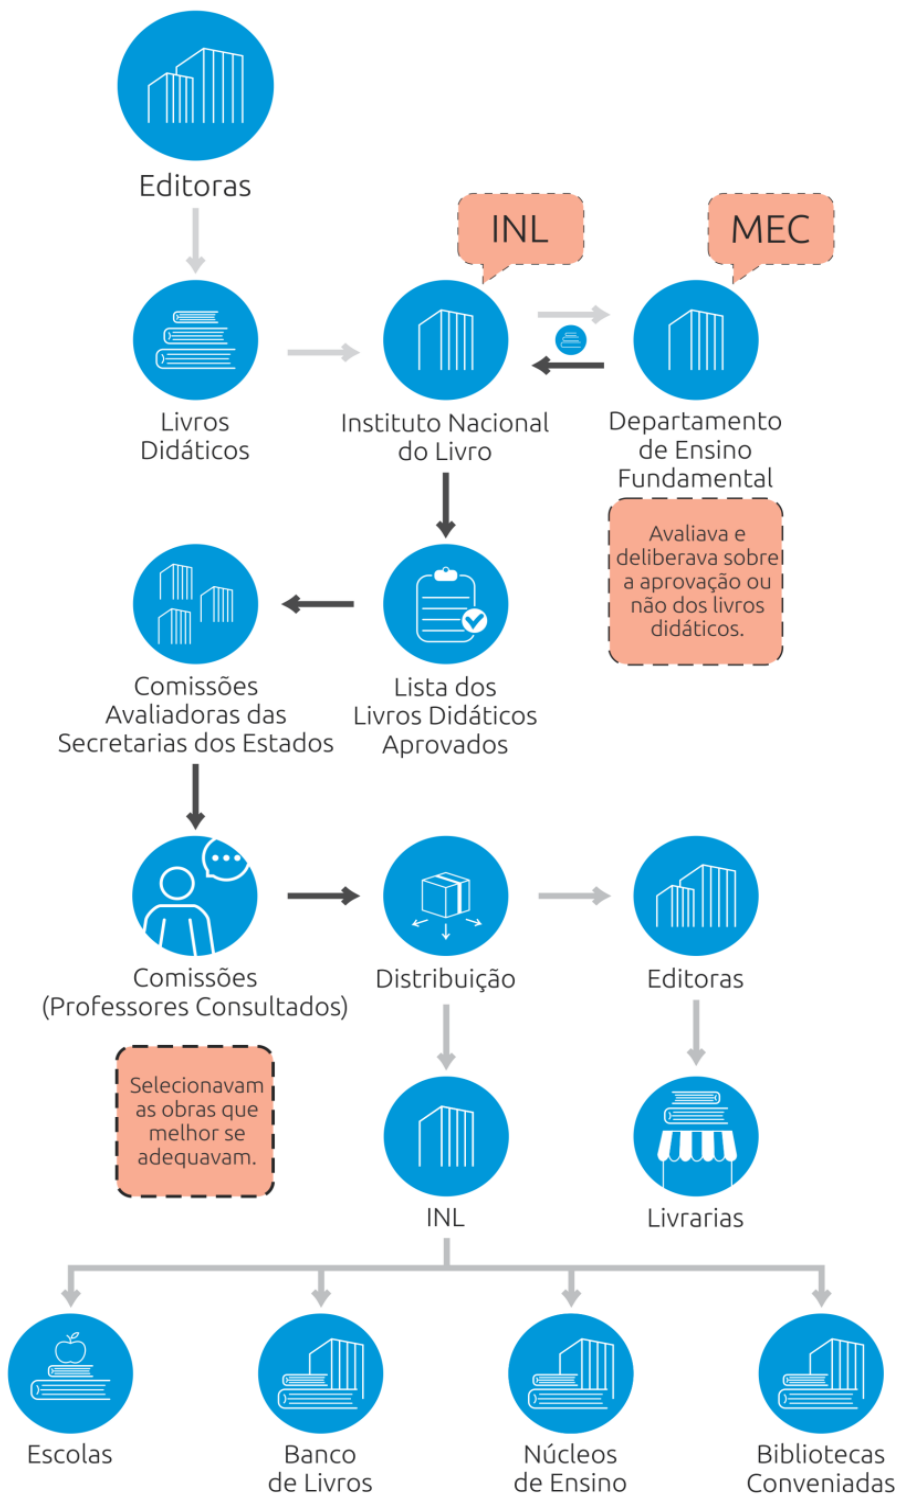 Editoras
INL
MEC
Livros
Didáticos
Instituto Nacional
do Livro
Departamento
de Ensino
Fundamental
Avaliava e
deliberava sobre
a aprovação ou
não dos livros
didáticos.
Comissões
Avaliadoras das
Secretarias dos Estados
Lista dos
Livros Didáticos
Aprovados
Comissões
(Professores Consultados)
Distribuição
Editoras
Selecionavam
as obras que
melhor se
adequavam.
INL
Livrarias
Escolas
Banco
de Livros
Núcleos
de Ensino
Bibliotecas
Conveniadas